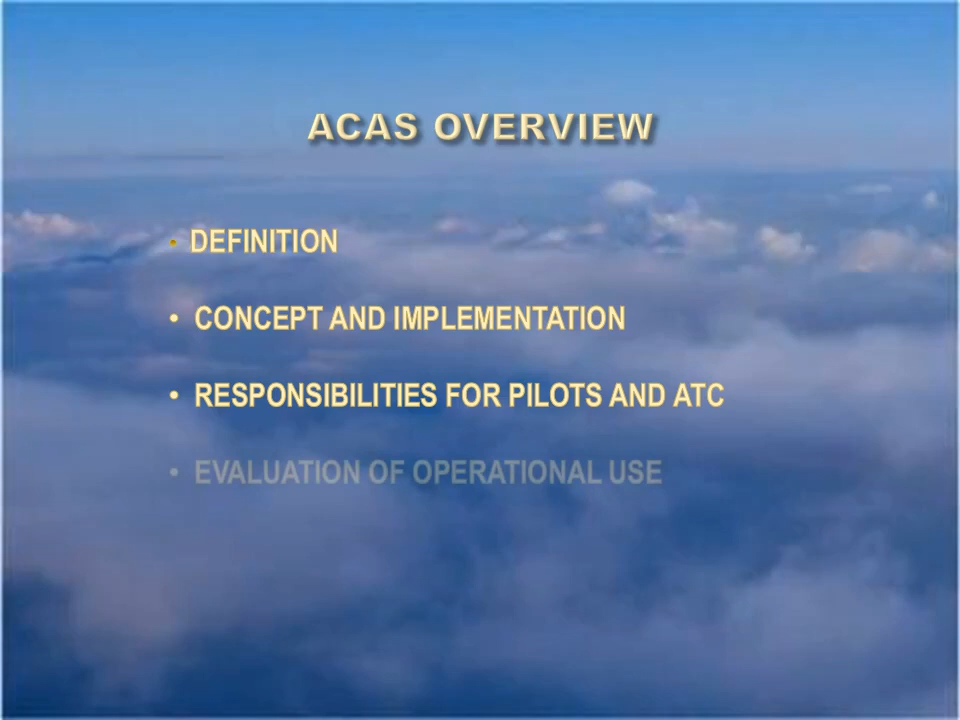 ACAS OVERVIEW
• DEFINITION
• CONCEPT AND IMPLEMENTATION
• RESPONSIBILITIES FOR PILOTS AND ATC
• EVALUATION OF OPERATIONAL USE